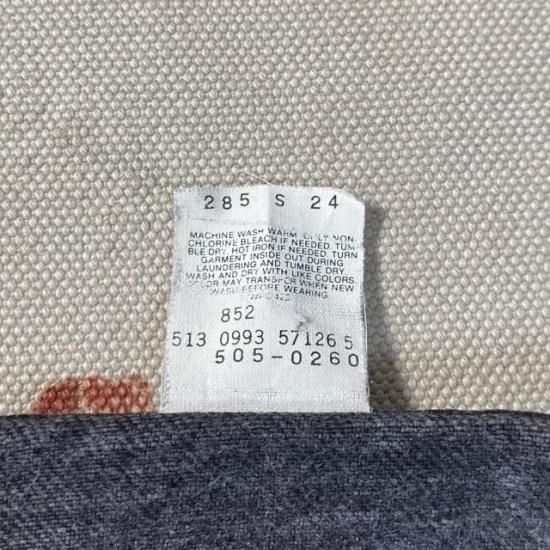 285 S 24
MACHINE WASH WARM ONLY NON-
CHLORINE BLEACH IF NEEDED. TUM-
BLE DRY. HOT IRON IF NEEDED. TURN
GARMENT INSIDE OUT DURING
LAUNDERING AND TUMBLE DRY.
WASH AND DRY WITH LIKE COLORS.
COLOR MAY TRANSFER WHEN NEW
WASH BEFORE WEARING
852
513 0993 57126 5
505-0260